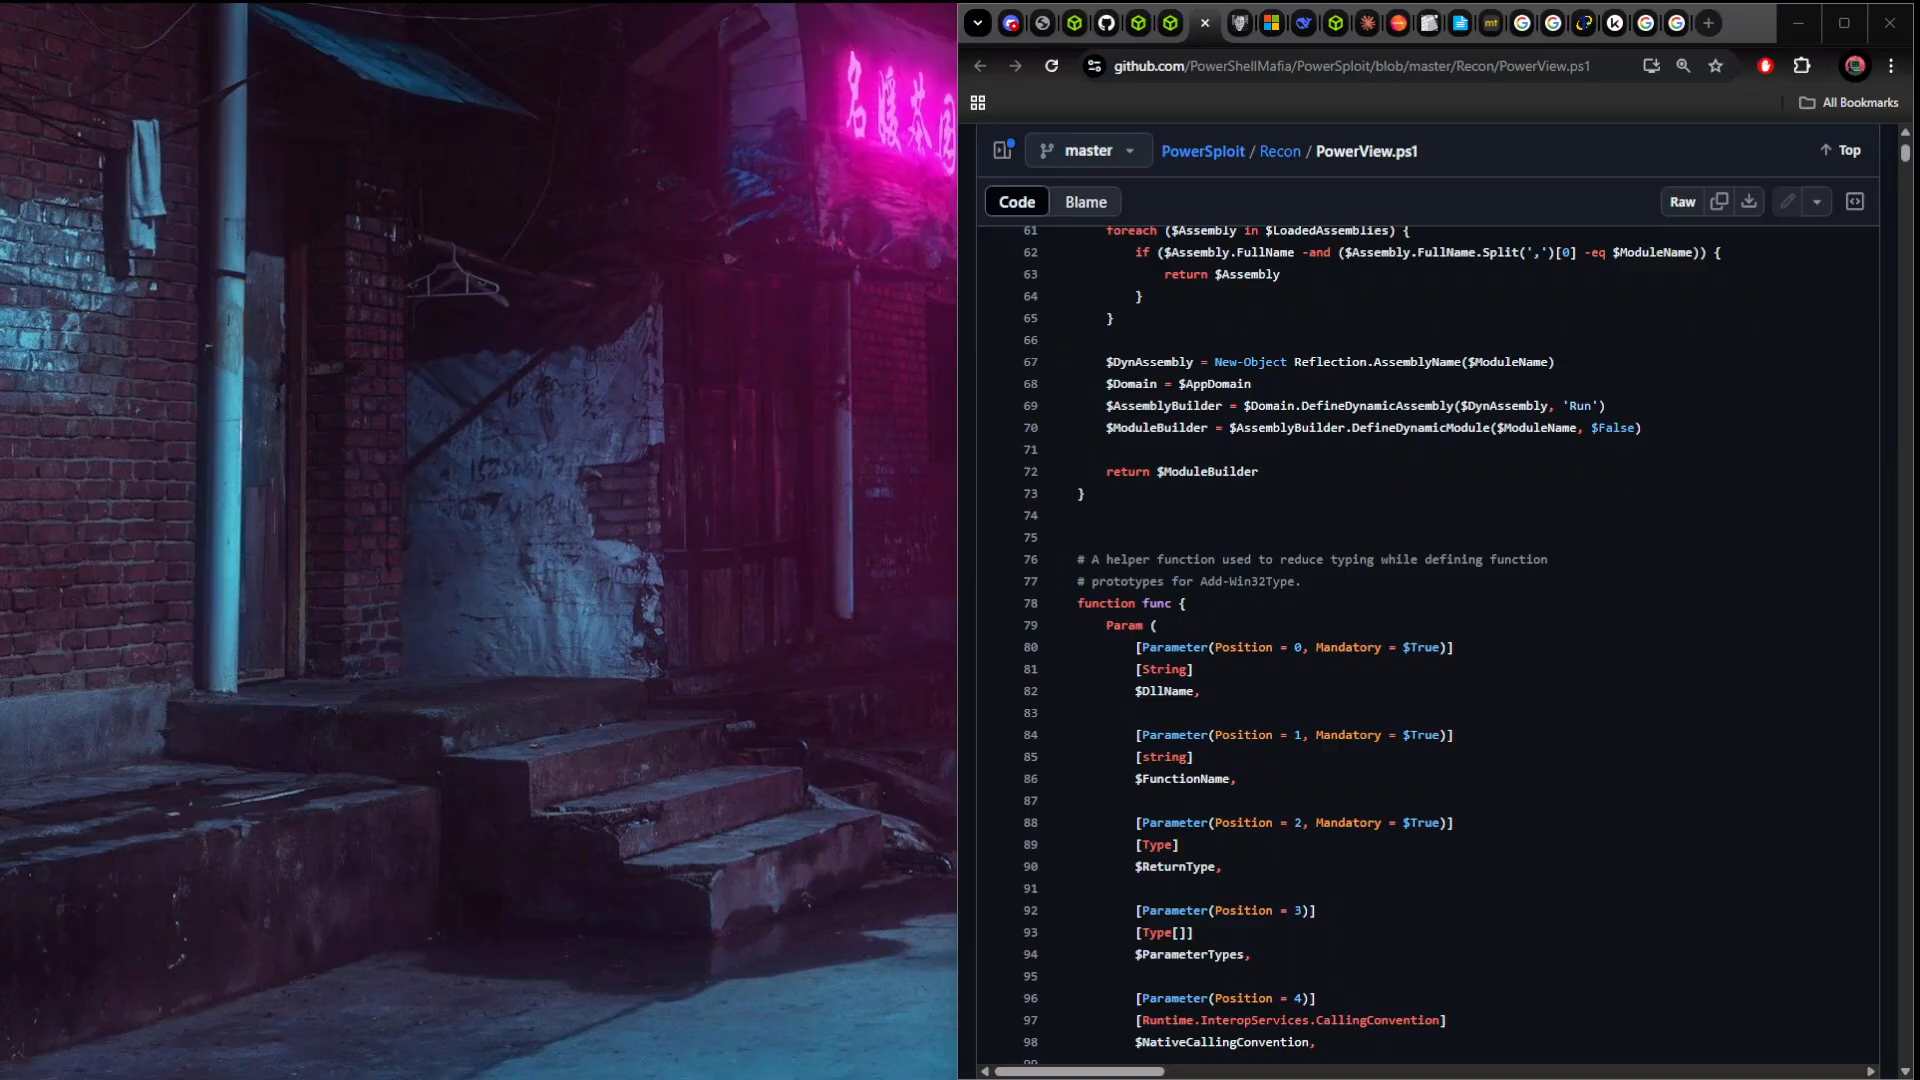 名暖茶园
github.com/PowerShellMafia/PowerSploit/blob/master/Recon/PowerView.ps1
All Bookmarks
master
PowerSploit / Recon / PowerView.ps1
Top
Code
Blame
Raw
61 foreach ($Assembly in $LoadedAssemblies) {
62 if ($Assembly.FullName -and ($Assembly.FullName.Split(',')[0] -eq $ModuleName)) {
63 return $Assembly
64 }
65 }
66
67 $DynAssembly = New-Object Reflection.AssemblyName($ModuleName)
68 $Domain = $AppDomain
69 $AssemblyBuilder = $Domain.DefineDynamicAssembly($DynAssembly, 'Run')
70 $ModuleBuilder = $AssemblyBuilder.DefineDynamicModule($ModuleName, $False)
71
72 return $ModuleBuilder
73 }
74
75
76 # A helper function used to reduce typing while defining function
77 # prototypes for Add-Win32Type.
78 function func {
79 Param (
80 [Parameter(Position = 0, Mandatory = $True)]
81 [String]
82 $DllName,
83
84 [Parameter(Position = 1, Mandatory = $True)]
85 [string]
86 $FunctionName,
87
88 [Parameter(Position = 2, Mandatory = $True)]
89 [Type]
90 $ReturnType,
91
92 [Parameter(Position = 3)]
93 [Type[]]
94 $ParameterTypes,
95
96 [Parameter(Position = 4)]
97 [Runtime.InteropServices.CallingConvention]
98 $NativeCallingConvention,